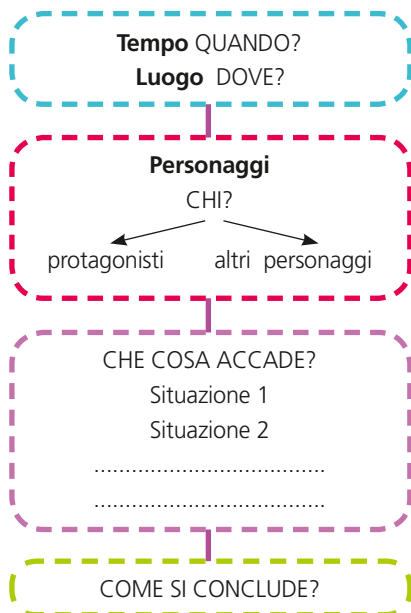 Tempo QUANDO?
Luogo DOVE?
Personaggi
CHI?
protagonisti altri personaggi
CHE COSA ACCADE?
Situazione 1
Situazione 2
.....................................
.....................................
COME SI CONCLUDE?